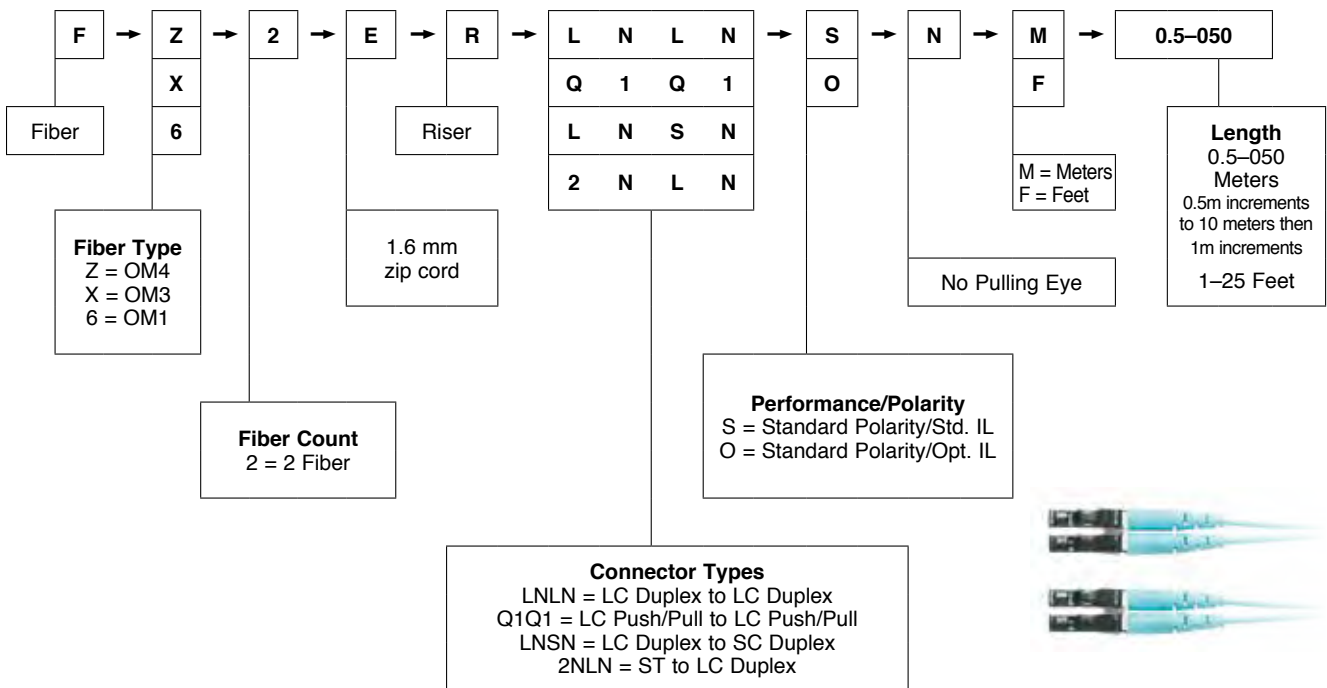 F → Z → 2 → E → R → L N L N → S → N → M → 0.5–050
X Q 1 Q 1 O F
6 L N S N
2 N L N
Fiber
Riser
Fiber Type
Z = OM4
X = OM3
6 = OM1
Fiber Count
2 = 2 Fiber
1.6 mm
zip cord
Connector Types
LNLN = LC Duplex to LC Duplex
Q1Q1 = LC Push/Pull to LC Push/Pull
LNSN = LC Duplex to SC Duplex
2NLN = ST to LC Duplex
Performance/Polarity
S = Standard Polarity/Std. IL
O = Standard Polarity/Opt. IL
No Pulling Eye
M = Meters
F = Feet
Length
0.5–050
Meters
0.5m increments
to 10 meters then
1m increments
1–25 Feet